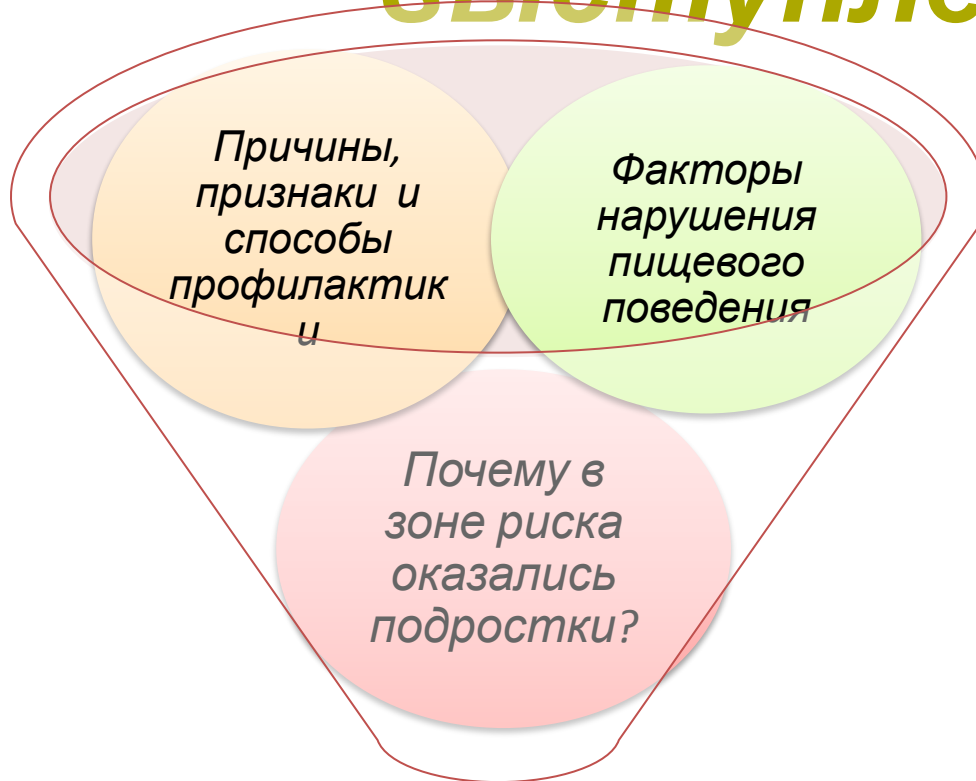 Причины,
признаки и
способы
профилактик
и
Факторы
нарушения
пищевого
поведения
Почему в
зоне риска
оказались
подростки?